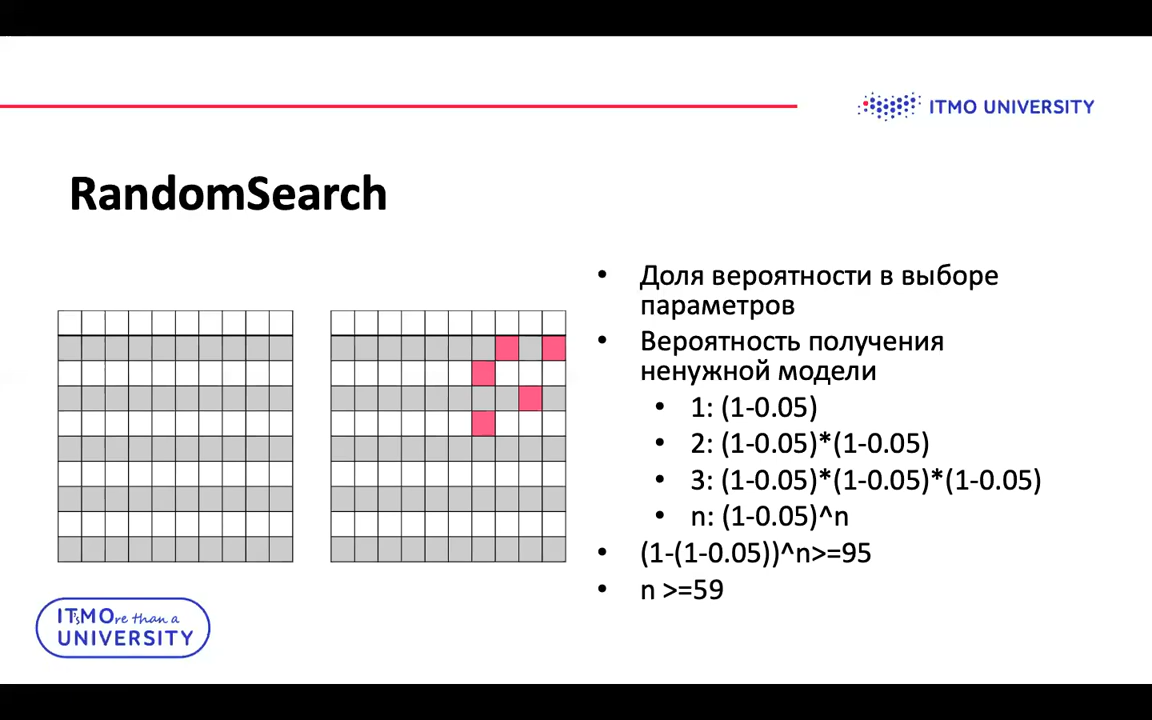 ITMO UNIVERSITY
RandomSearch
• Доля вероятности в выборе
параметров
• Вероятность получения
ненужной модели
• 1: (1-0.05)
• 2: (1-0.05)*(1-0.05)
• 3: (1-0.05)*(1-0.05)*(1-0.05)
• n: (1-0.05)^n
• (1-(1-0.05))^n>=95
• n >=59
IT'sMOre than a
UNIVERSITY